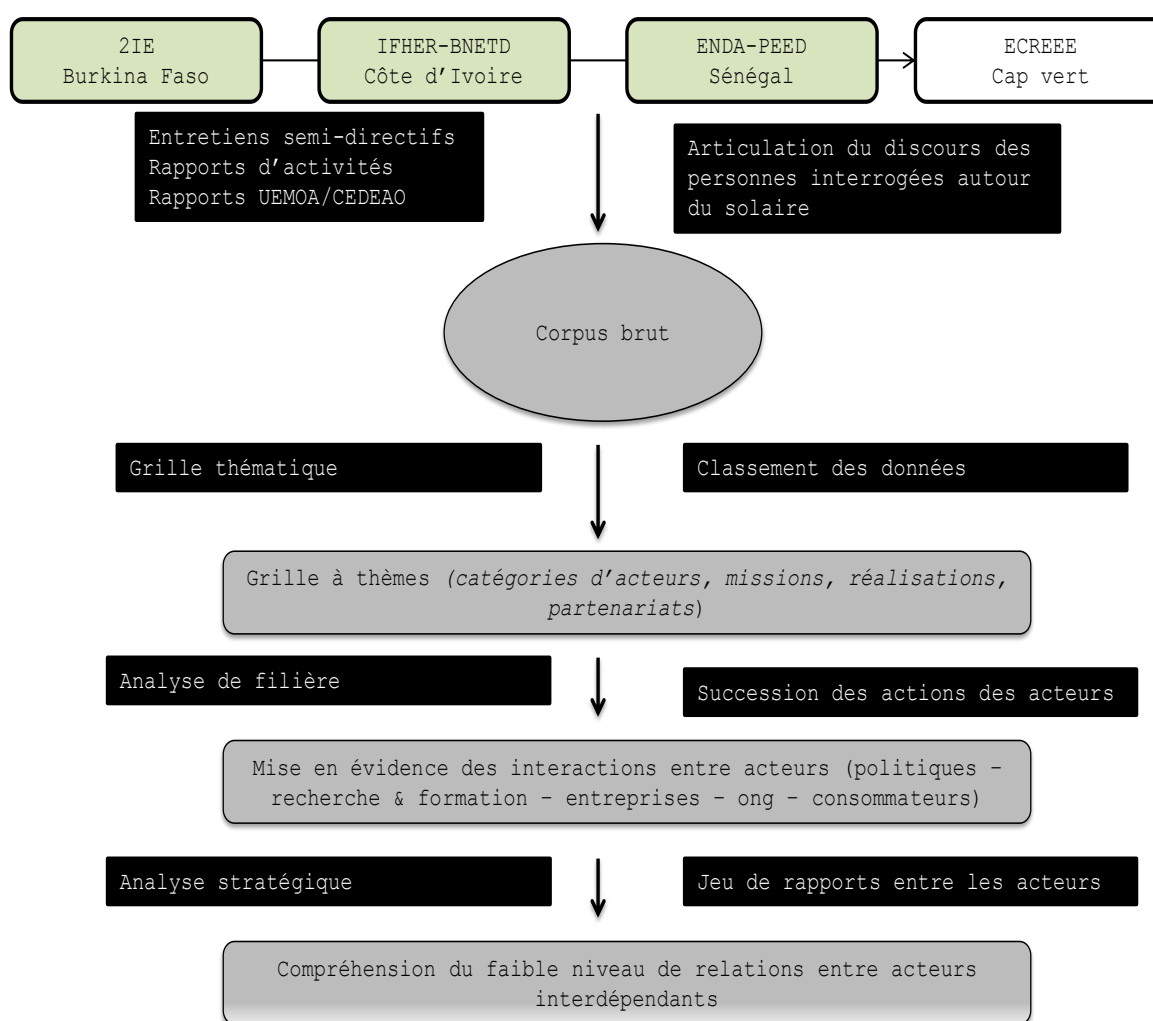 2IE
Burkina Faso
IFHER-BNETD
Côte d’Ivoire
ENDA-PEED
Sénégal
ECREEE
Cap vert
Entretiens semi-directifs
Rapports d’activités
Rapports UEMOA/CEDEAO
Articulation du discours des
personnes interrogées autour
du solaire
Corpus brut
Grille thématique
Classement des données
Grille à thèmes (catégories d’acteurs, missions, réalisations,
partenariats)
Analyse de filière
Succession des actions des acteurs
Mise en évidence des interactions entre acteurs (politiques –
recherche & formation – entreprises – ong – consommateurs)
Analyse stratégique
Jeu de rapports entre les acteurs
Compréhension du faible niveau de relations entre acteurs
interdépendants